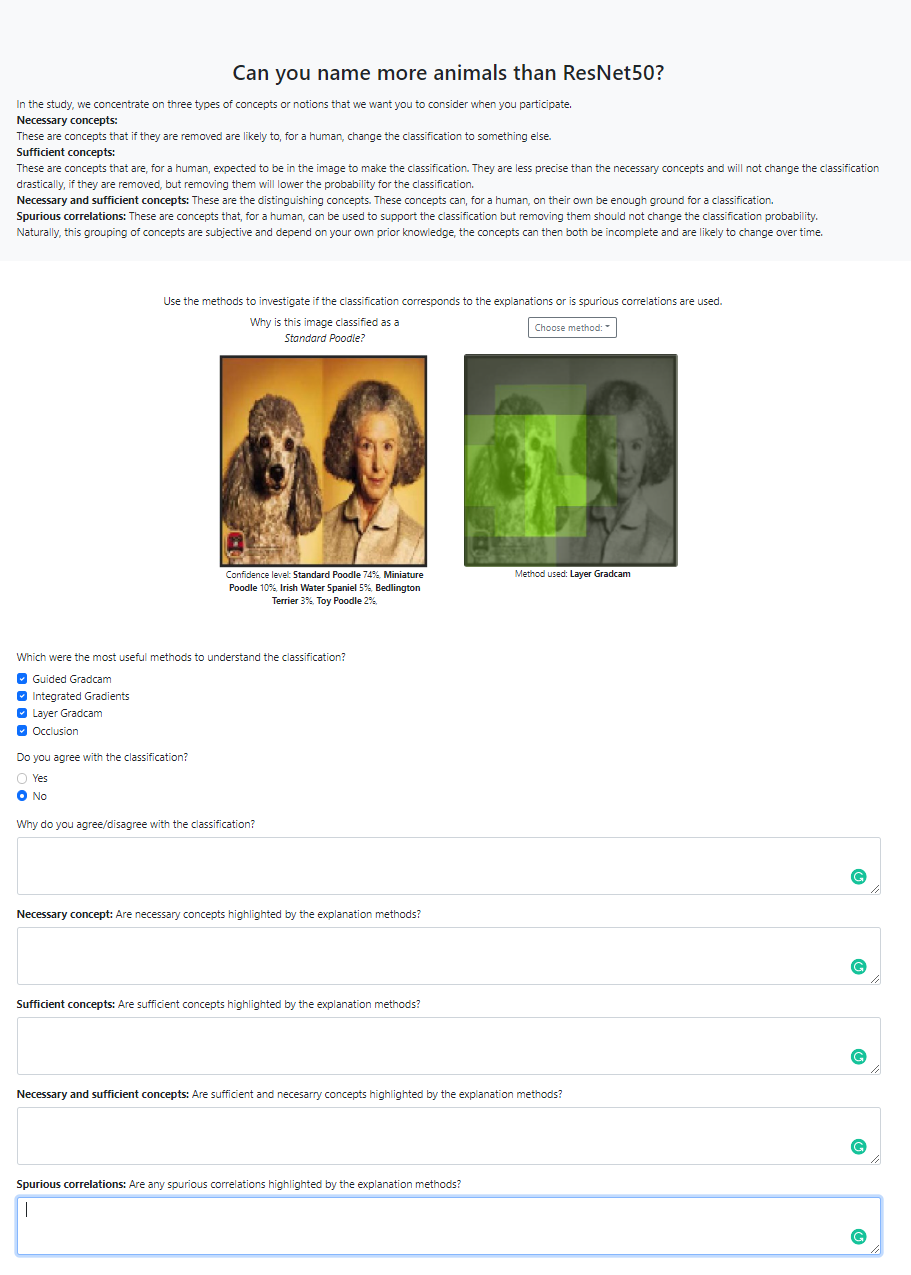 Can you name more animals than ResNet50?
In the study, we concentrate on three types of concepts or notions that we want you to consider when you participate.
Necessary concepts:
These are concepts that if they are removed are likely to, for a human, change the classification to something else.
Sufficient concepts:
These are concepts that are, for a human, expected to be in the image to make the classification. They are less precise than the necessary concepts and will not change the classification
drastically, if they are removed, but removing them will lower the probability for the classification.
Necessary and sufficient concepts: These are the distinguishing concepts. These concepts can, for a human, on their own be enough ground for a classification.
Spurious correlations: These are concepts that, for a human, can be used to support the classification but removing them should not change the classification probability.
Naturally, this grouping of concepts are subjective and depend on your own prior knowledge, the concepts can then both be incomplete and are likely to change over time.
Use the methods to investigate if the classification corresponds to the explanations or is spurious correlations are used.
Why is this image classified as a
Standard Poodle?
Choose method:
Confidence level: Standard Poodle 74%, Miniature
Poodle 10%, Irish Water Spaniel 5%, Bedlington
Terrier 3%, Toy Poodle 2%,
Method used: Layer Gradcam
Which were the most useful methods to understand the classification?
Guided Gradcam
Integrated Gradients
Layer Gradcam
Occlusion
Do you agree with the classification?
Yes
No
Why do you agree/disagree with the classification?
Necessary concept: Are necessary concepts highlighted by the explanation methods?
Sufficient concepts: Are sufficient concepts highlighted by the explanation methods?
Necessary and sufficient concepts: Are sufficient and necesarry concepts highlighted by the explanation methods?
Spurious correlations: Are any spurious correlations highlighted by the explanation methods?